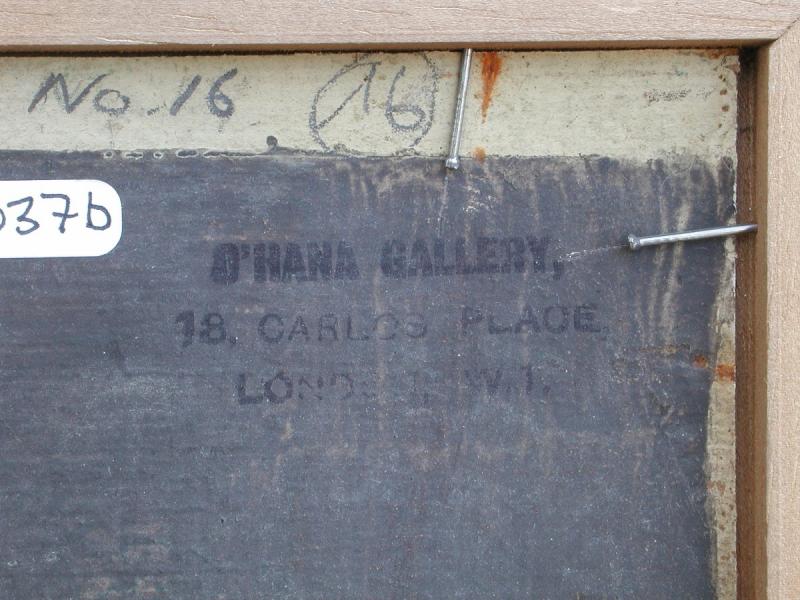 No. 16
16
037b
O'HANA GALLERY,
18, CARLOS PLACE
LONDON, W.1.